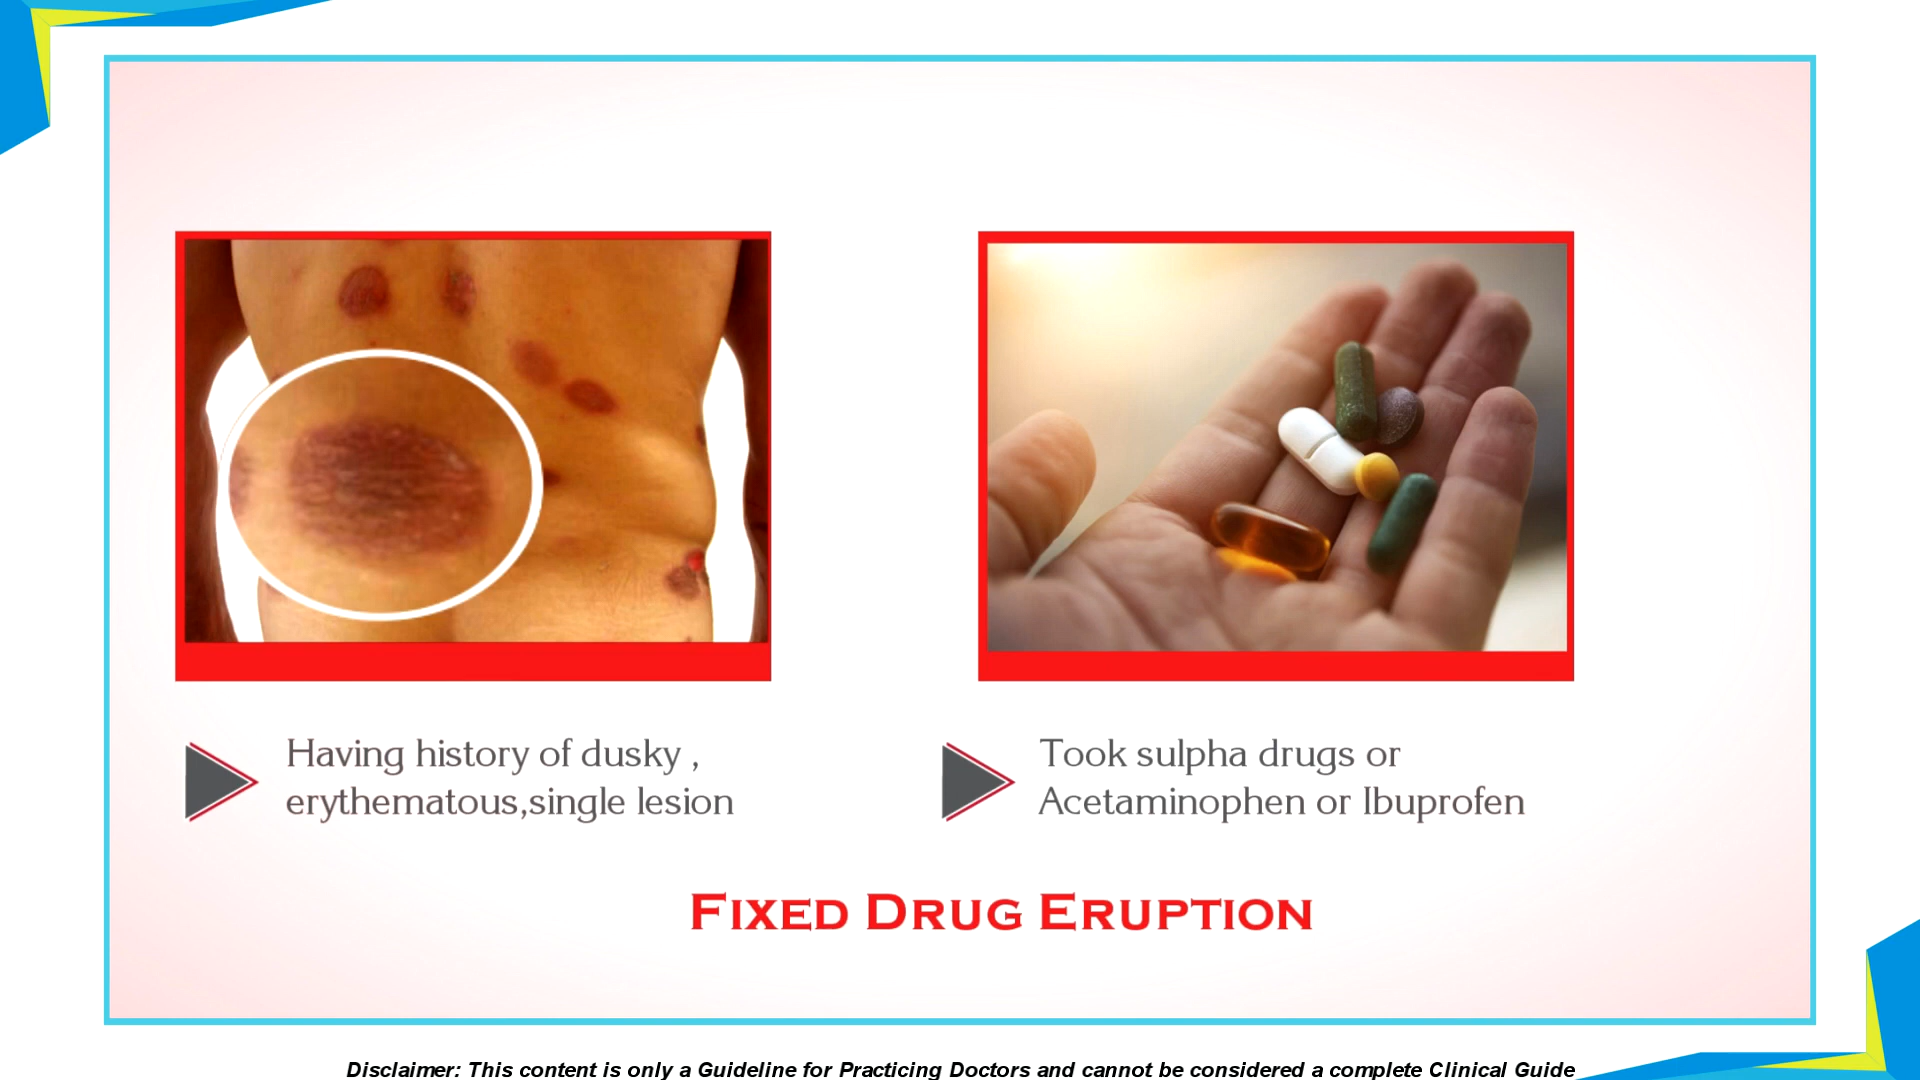 Having history of dusky ,
erythematous,single lesion
Took sulpha drugs or
Acetaminophen or Ibuprofen
FIXED DRUG ERUPTION
Disclaimer: This content is only a Guideline for Practicing Doctors and cannot be considered a complete Clinical Guide